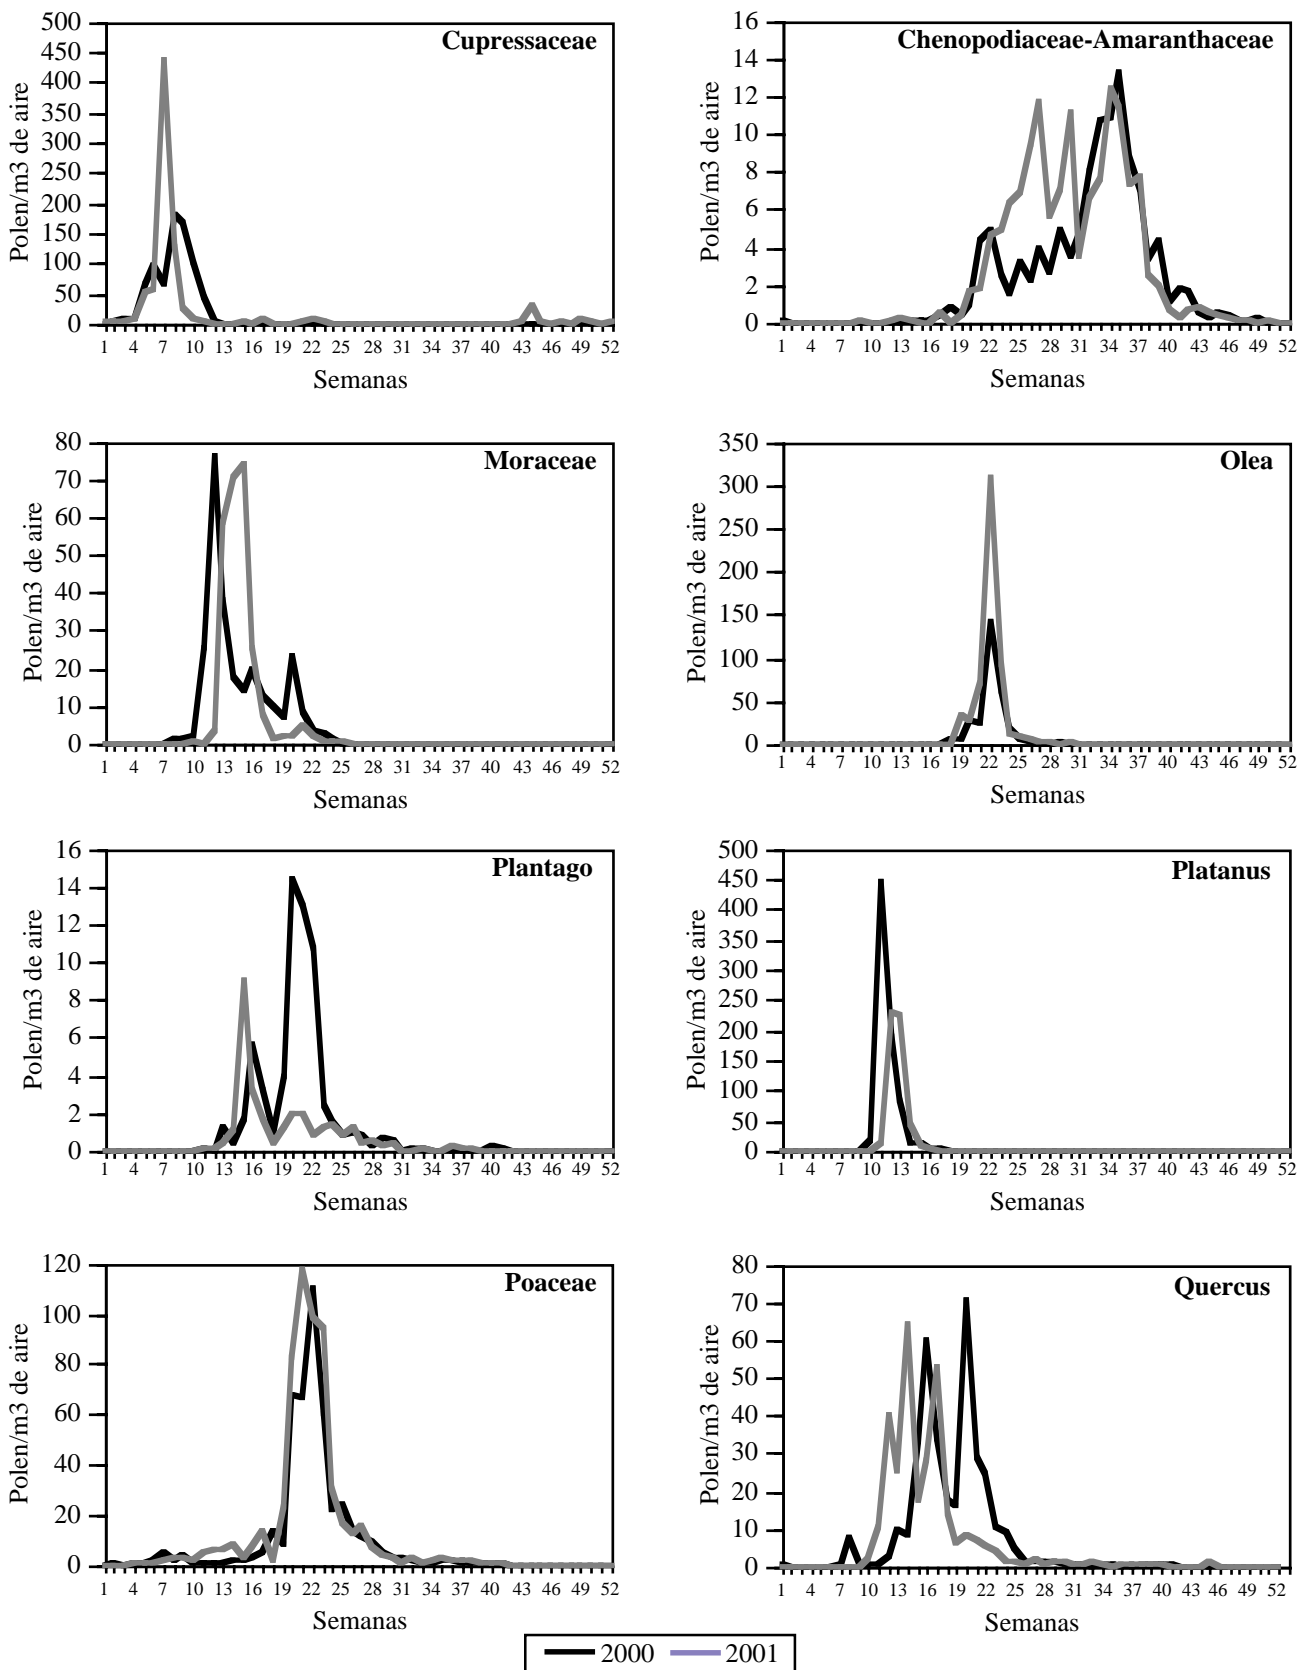 Cupressaceae
Polen/m3 de aire
500
450
400
350
300
250
200
150
100
50
0
1 4 7 10 13 16 19 22 25 28 31 34 37 40 43 46 49 52
Semanas
Chenopodiaceae-Amaranthaceae
Polen/m3 de aire
16
14
12
10
8
6
4
2
0
1 4 7 10 13 16 19 22 25 28 31 34 37 40 43 46 49 52
Semanas
Moraceae
Polen/m3 de aire
80
70
60
50
40
30
20
10
0
1 4 7 10 13 16 19 22 25 28 31 34 37 40 43 46 49 52
Semanas
Olea
Polen/m3 de aire
350
300
250
200
150
100
50
0
1 4 7 10 13 16 19 22 25 28 31 34 37 40 43 46 49 52
Semanas
Plantago
Polen/m3 de aire
16
14
12
10
8
6
4
2
0
1 4 7 10 13 16 19 22 25 28 31 34 37 40 43 46 49 52
Semanas
Platanus
Polen/m3 de aire
500
450
400
350
300
250
200
150
100
50
0
1 4 7 10 13 16 19 22 25 28 31 34 37 40 43 46 49 52
Semanas
Poaceae
Polen/m3 de aire
120
100
80
60
40
20
0
1 4 7 10 13 16 19 22 25 28 31 34 37 40 43 46 49 52
Semanas
Quercus
Polen/m3 de aire
80
70
60
50
40
30
20
10
0
1 4 7 10 13 16 19 22 25 28 31 34 37 40 43 46 49 52
Semanas
2000 2001